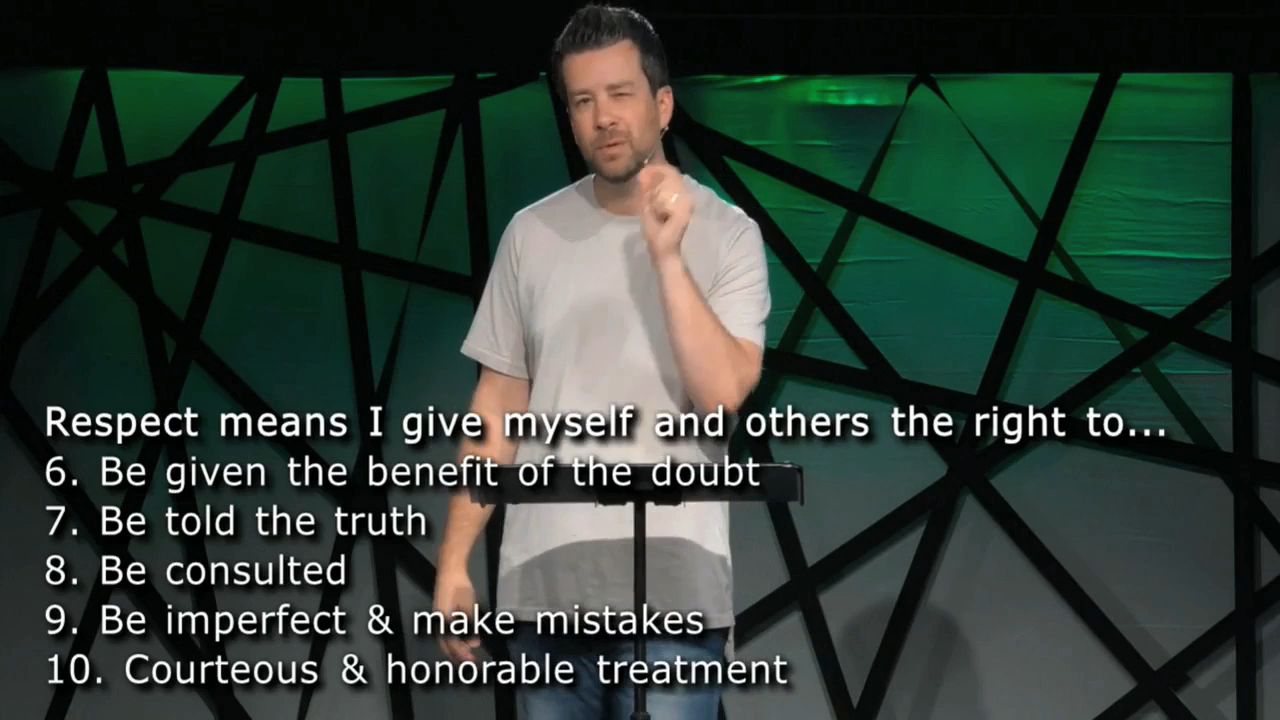 Respect means I give myself and others the right to...
6. Be given the benefit of the doubt
7. Be told the truth
8. Be consulted
9. Be imperfect & make mistakes
10. Courteous & honorable treatment